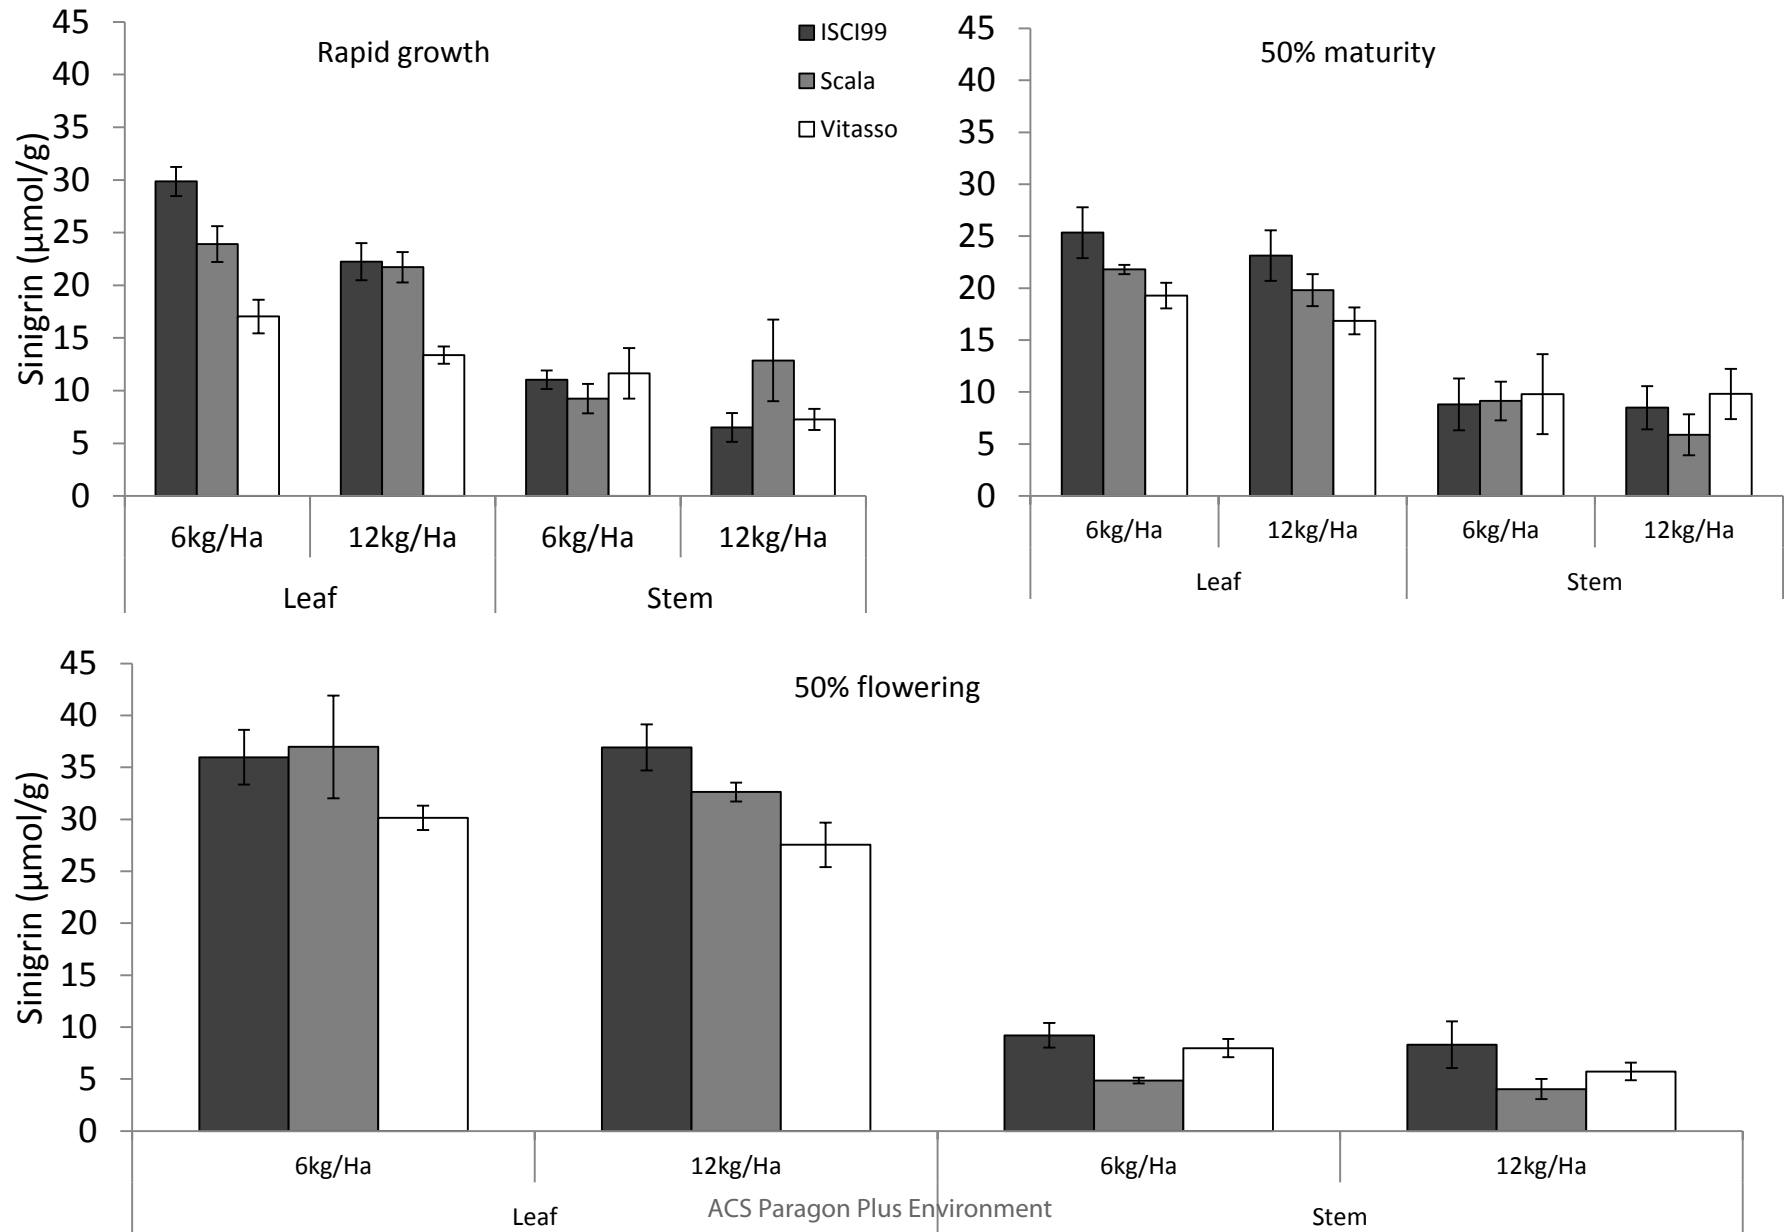 Rapid growth
ISCI99
Scala
Vitasso
Sinigrin (µmol/g)
45
40
35
30
25
20
15
10
5
0
6kg/Ha 12kg/Ha 6kg/Ha 12kg/Ha
Leaf Stem
50% maturity
45
40
35
30
25
20
15
10
5
0
6kg/Ha 12kg/Ha 6kg/Ha 12kg/Ha
Leaf Stem
50% flowering
Sinigrin (µmol/g)
45
40
35
30
25
20
15
10
5
0
6kg/Ha 12kg/Ha 6kg/Ha 12kg/Ha
Leaf Stem
ACS Paragon Plus Environment